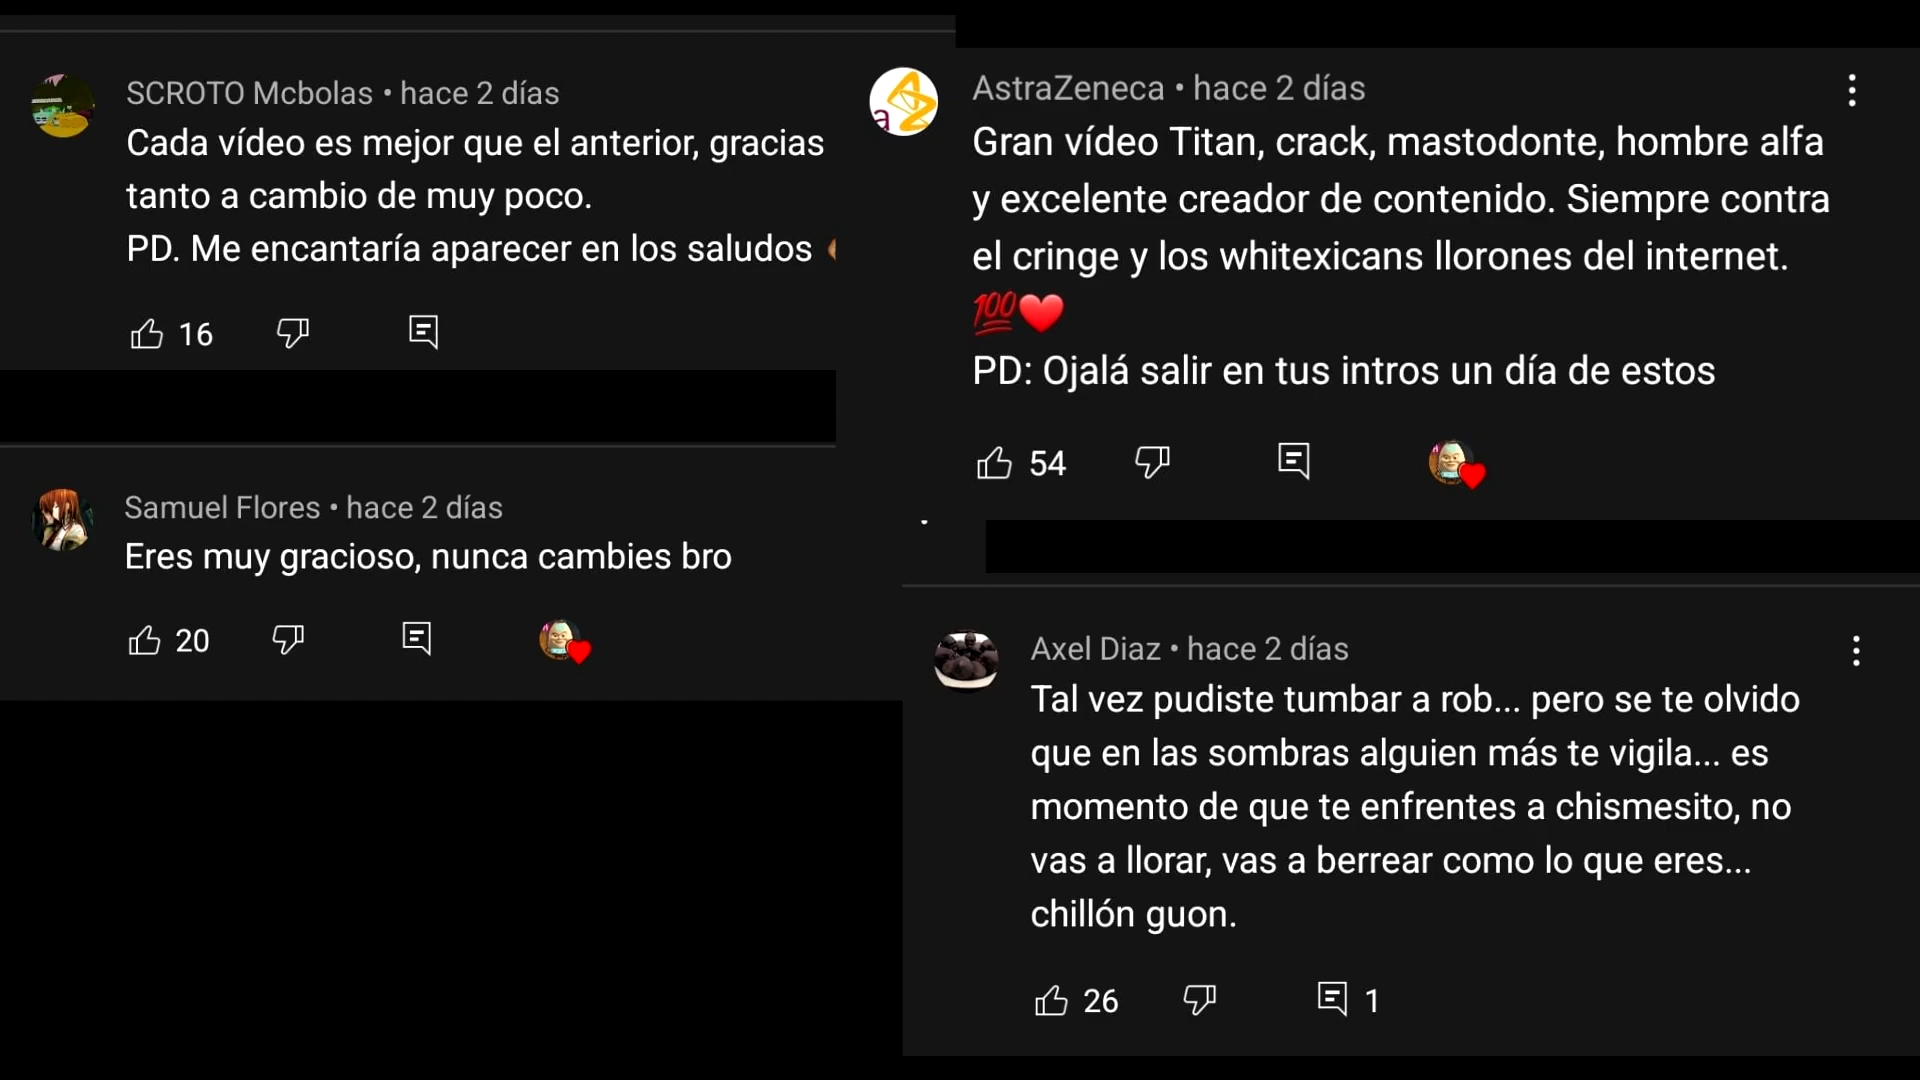 SCROTO Mcbolas • hace 2 días
Cada vídeo es mejor que el anterior, gracias
tanto a cambio de muy poco.
PD. Me encantaría aparecer en los saludos
16
Samuel Flores • hace 2 días
Eres muy gracioso, nunca cambies bro
20
a
AstraZeneca • hace 2 días
Gran vídeo Titan, crack, mastodonte, hombre alfa
y excelente creador de contenido. Siempre contra
el cringe y los whitexicans llorones del internet.
💯❤️
PD: Ojalá salir en tus intros un día de estos
54
Axel Diaz • hace 2 días
Tal vez pudiste tumbar a rob... pero se te olvido
que en las sombras alguien más te vigila... es
momento de que te enfrentes a chismesito, no
vas a llorar, vas a berrear como lo que eres...
chillón guon.
26 1